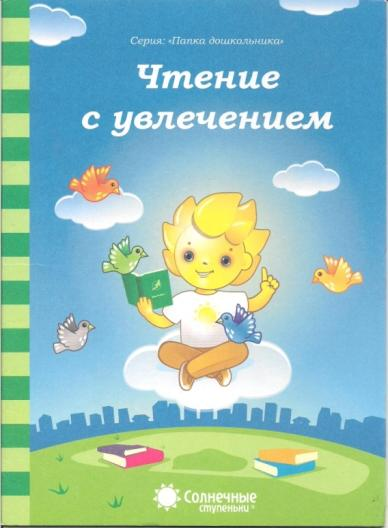 Серия: «Папка дошкольника»
Чтение
с увлечением
Солнечные
ступеньки